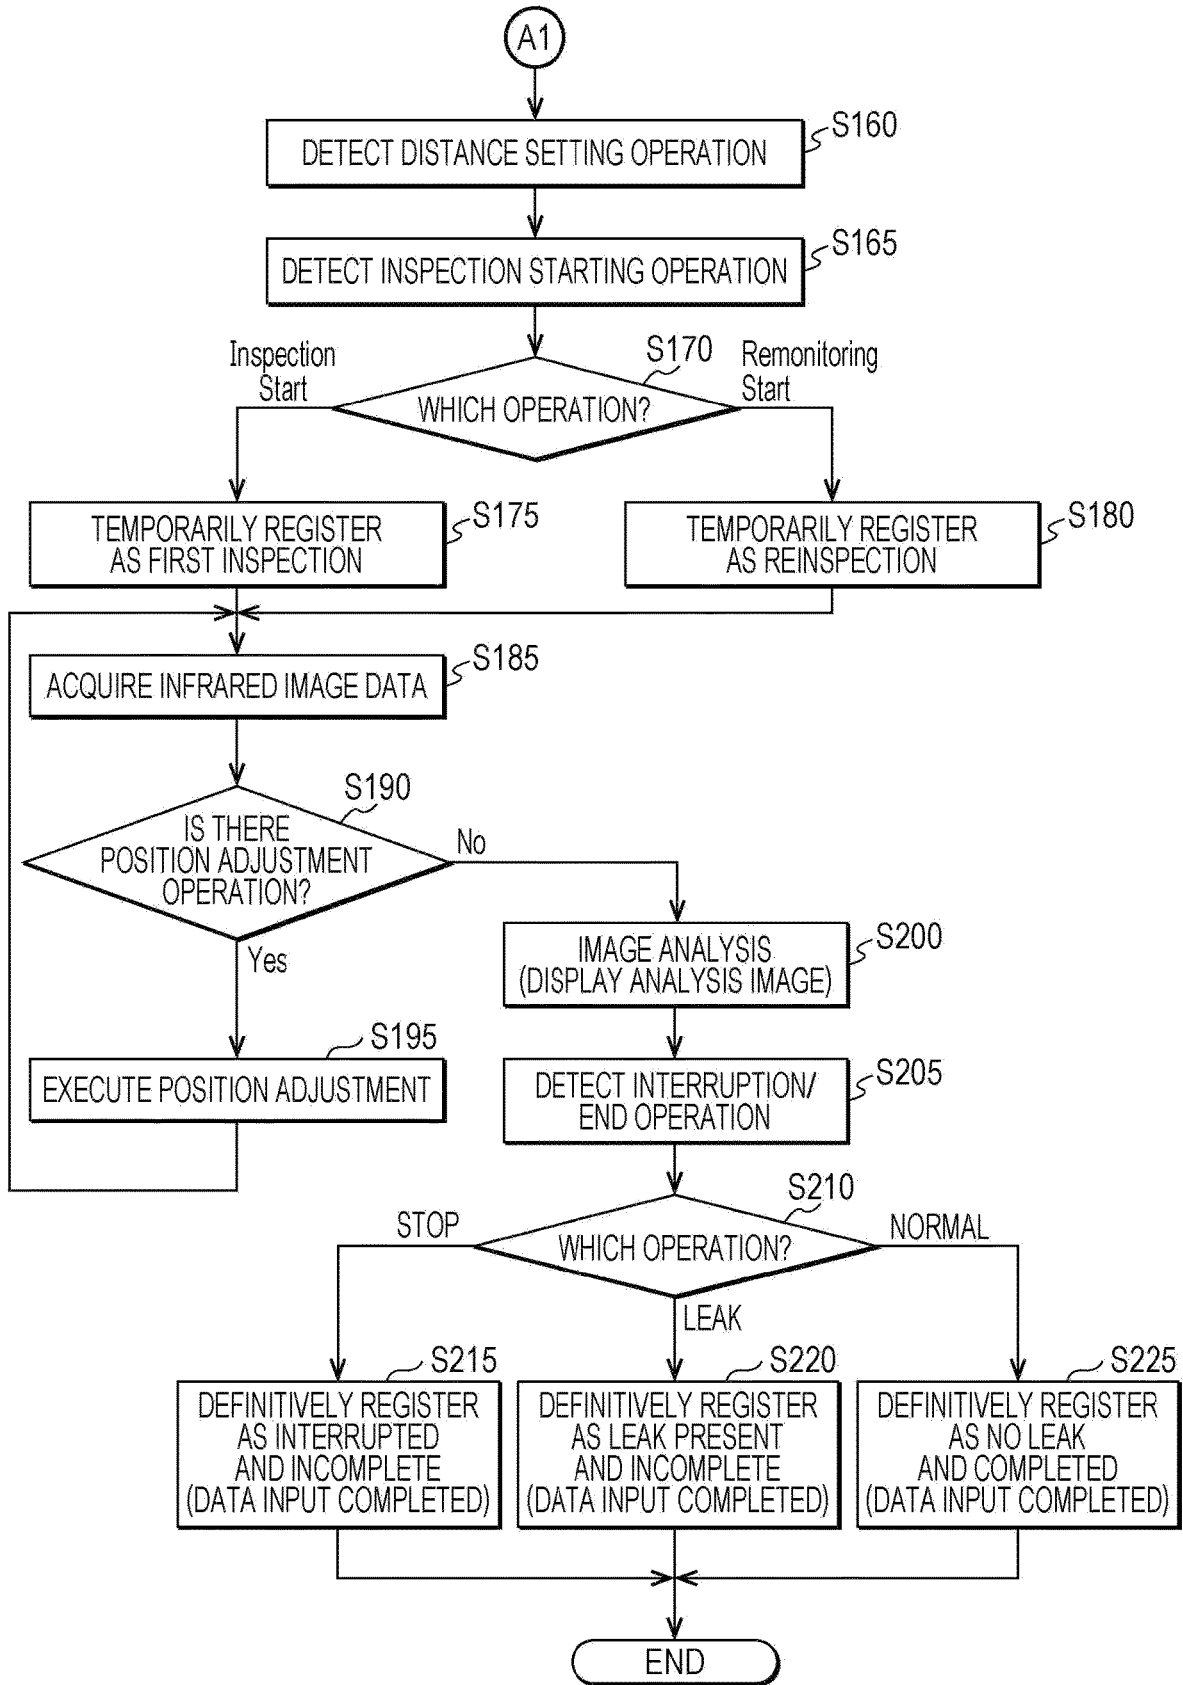 A1
DETECT DISTANCE SETTING OPERATION
S160
DETECT INSPECTION STARTING OPERATION
S165
WHICH OPERATION?
S170
Inspection
Start
Remonitoring
Start
TEMPORARILY REGISTER
AS FIRST INSPECTION
S175
TEMPORARILY REGISTER
AS REINSPECTION
S180
ACQUIRE INFRARED IMAGE DATA
S185
IS THERE
POSITION ADJUSTMENT
OPERATION?
S190
No
Yes
EXECUTE POSITION ADJUSTMENT
S195
IMAGE ANALYSIS
(DISPLAY ANALYSIS IMAGE)
S200
DETECT INTERRUPTION/
END OPERATION
S205
WHICH OPERATION?
S210
STOP
LEAK
NORMAL
S215
DEFINITIVELY REGISTER
AS INTERRUPTED
AND INCOMPLETE
(DATA INPUT COMPLETED)
S220
DEFINITIVELY REGISTER
AS LEAK PRESENT
AND INCOMPLETE
(DATA INPUT COMPLETED)
S225
DEFINITIVELY REGISTER
AS NO LEAK
AND COMPLETED
(DATA INPUT COMPLETED)
END